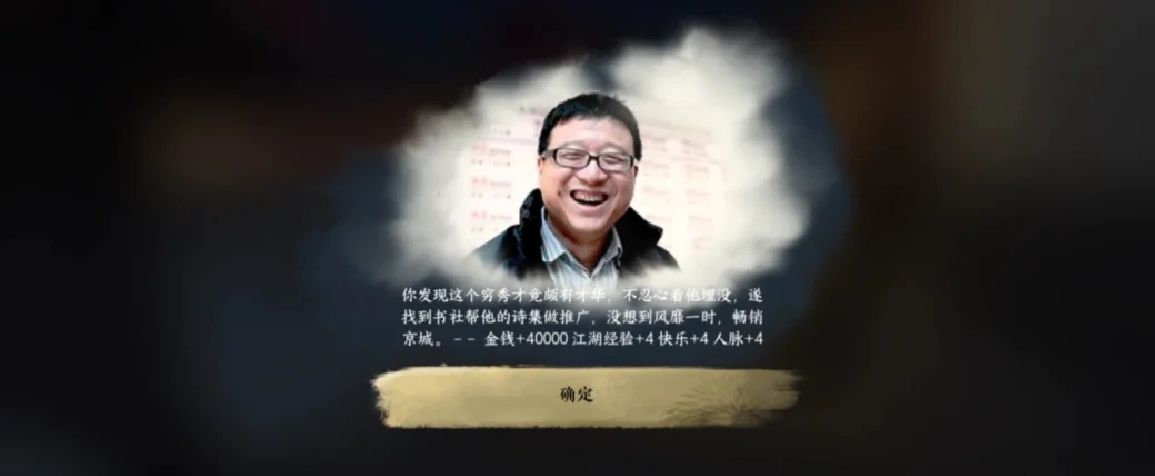 你发现这个穷秀才竟颇有才华，不忍心看他埋没，遂
找到书社帮他的诗集做推广，没想到风靡一时，畅销
京城。-- 金钱+40000 江湖经验+4 快乐+4 人脉+4
确定